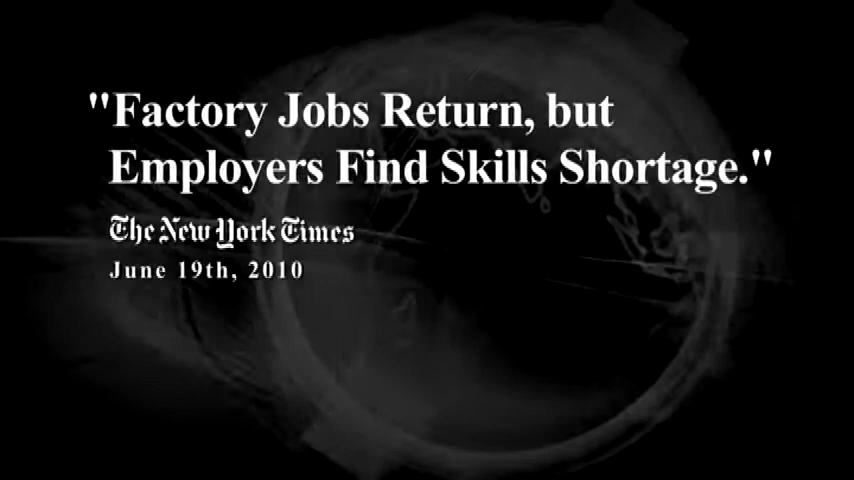 "Factory Jobs Return, but
Employers Find Skills Shortage."
The New York Times
June 19th, 2010